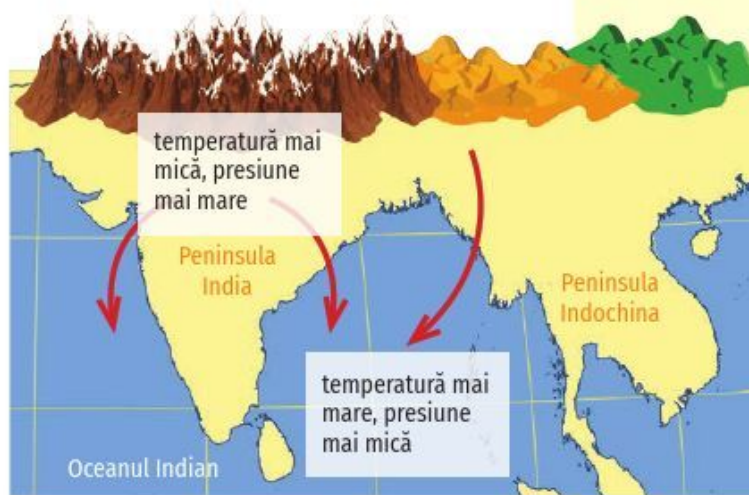 temperatură mai
mică, presiune
mai mare
Peninsula
India
Peninsula
Indochina
temperatură mai
mare, presiune
mai mică
Oceanul Indian